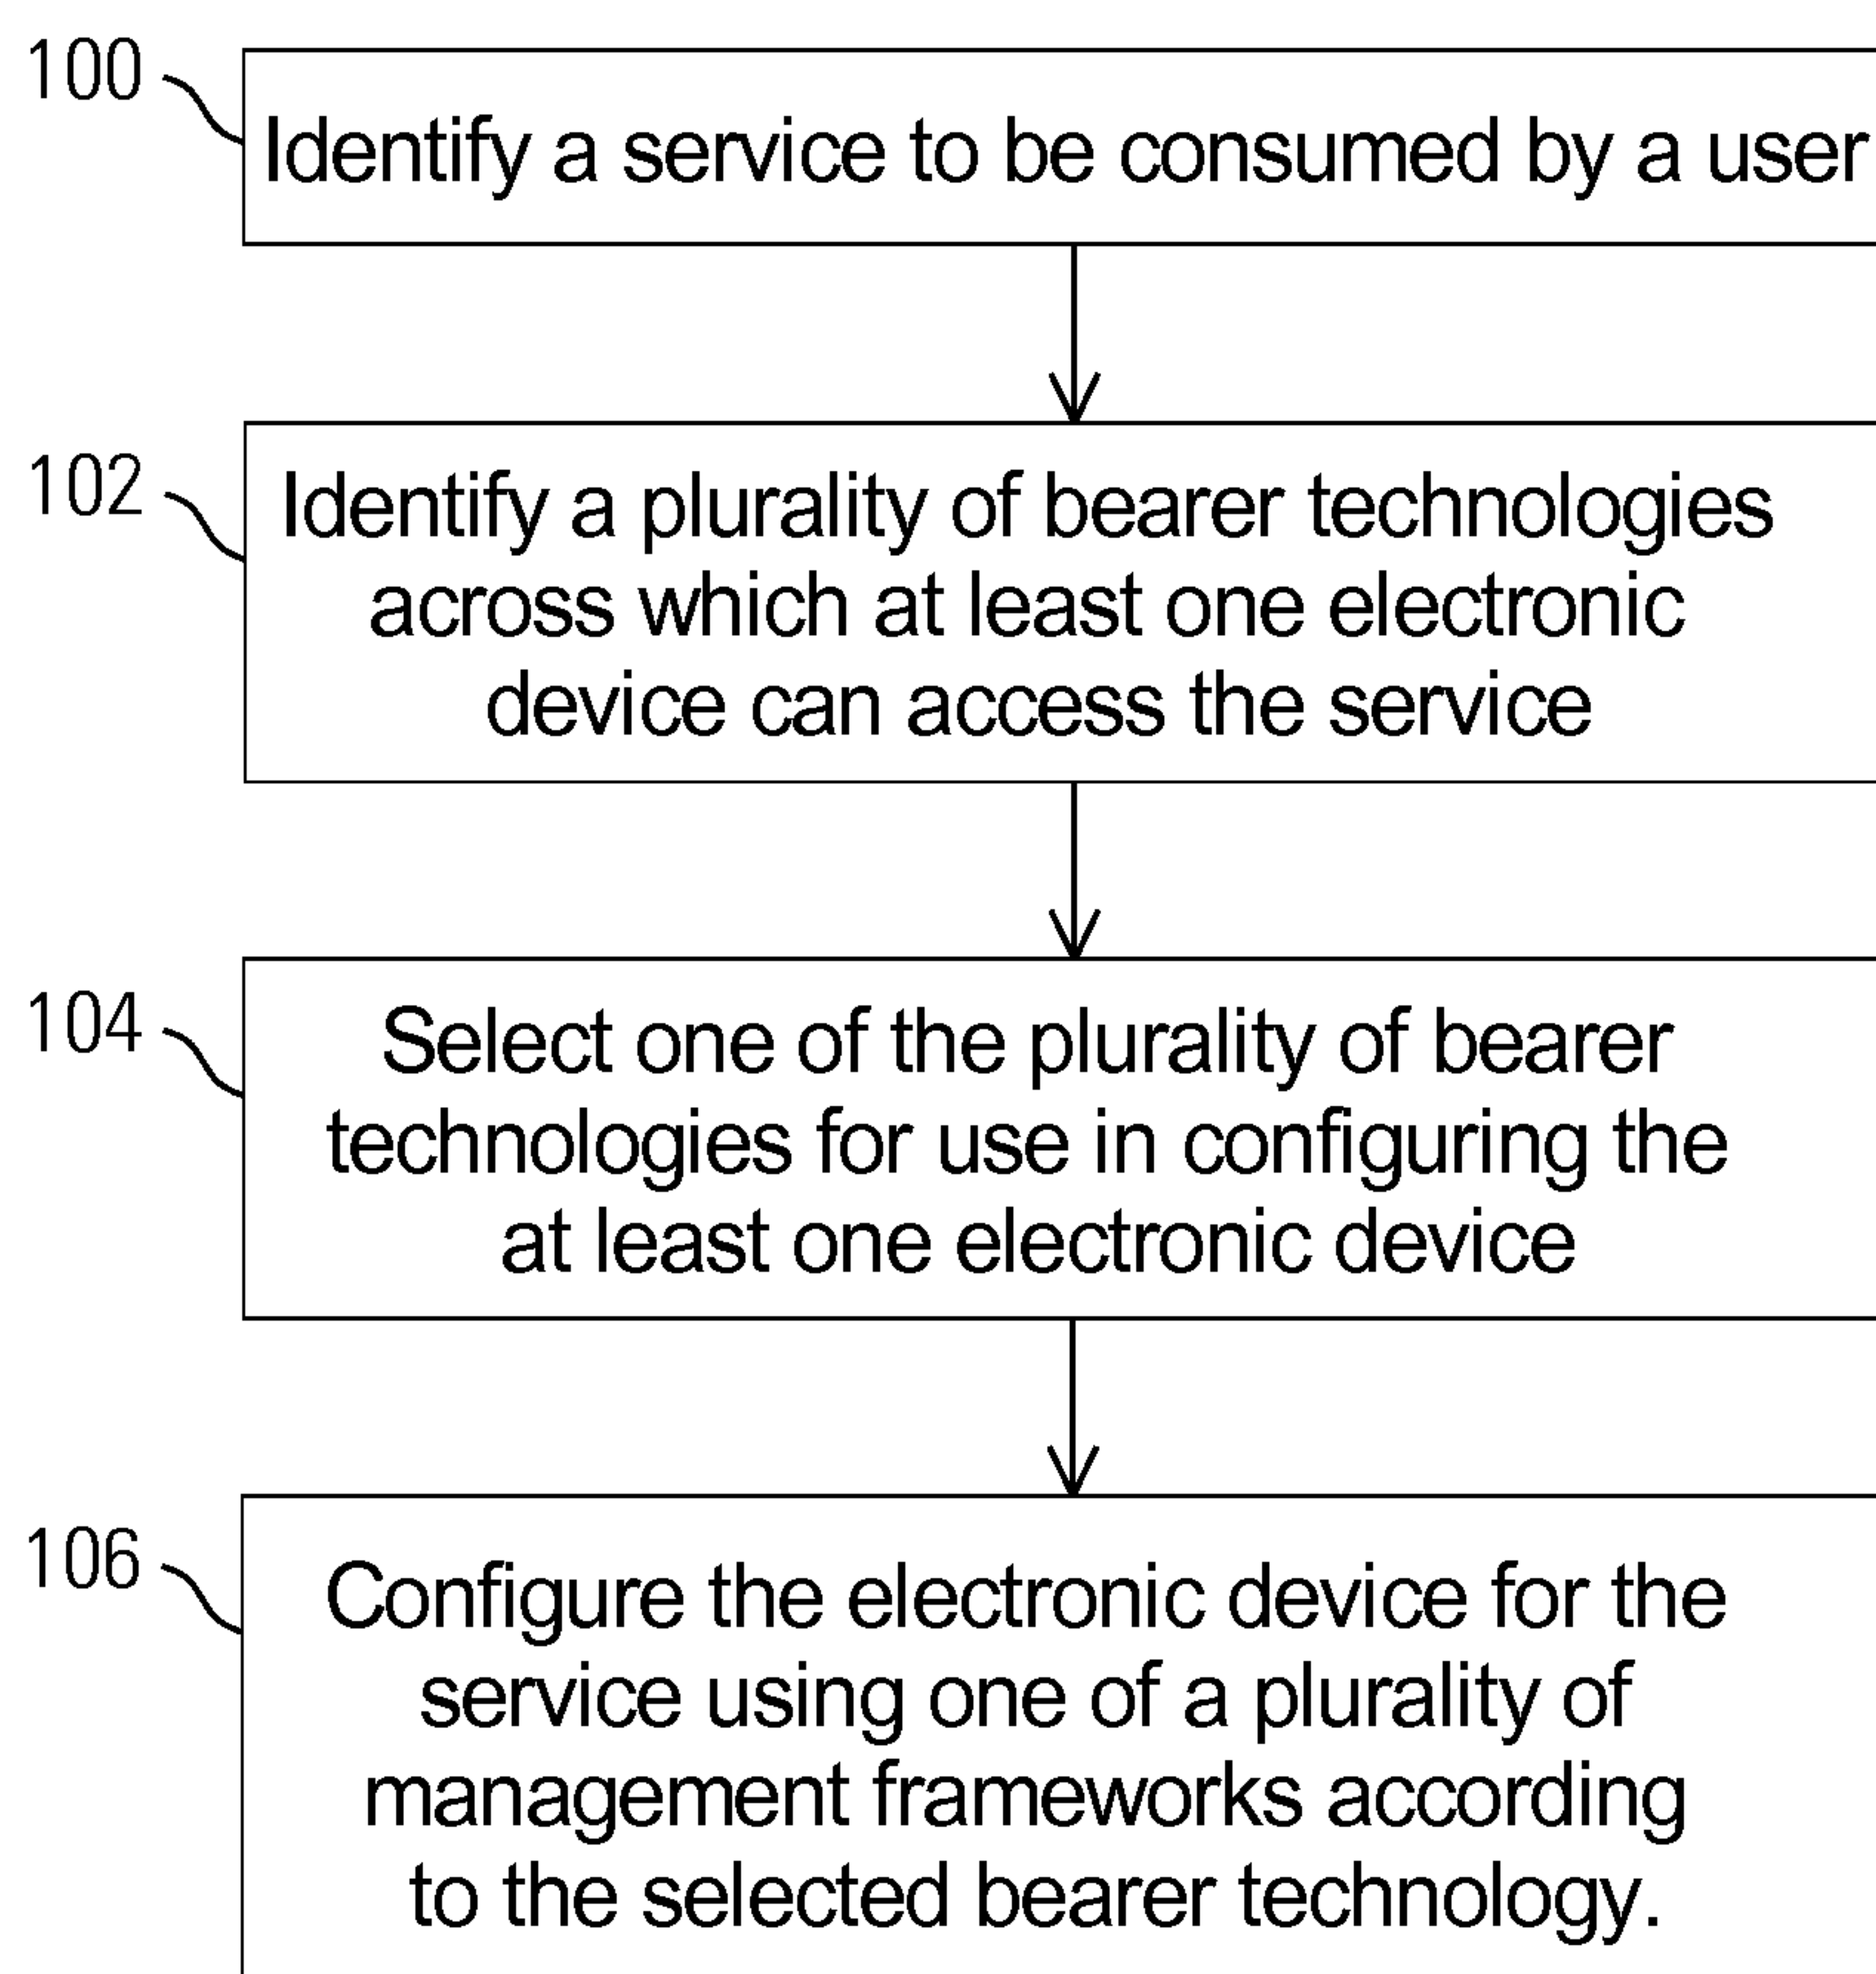 100
Identify a service to be consumed by a user
102
Identify a plurality of bearer technologies
across which at least one electronic
device can access the service
104
Select one of the plurality of bearer
technologies for use in configuring the
at least one electronic device
106
Configure the electronic device for the
service using one of a plurality of
management frameworks according
to the selected bearer technology.